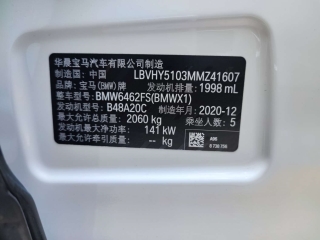 华晨宝马汽车有限公司制造
制造国：中国 LBVHY5103MMZ41607
品牌：宝马(BMW)牌 发动机排量：1998 mL
整车型号：BMW6462FS(BMWX1)
发动机型号：B48A20C 制造年月：2020-12
最大允许总质量：2060 kg 乘坐人数：5
发动机最大净功率：141 kW
最大允许牵引质量：-- kg